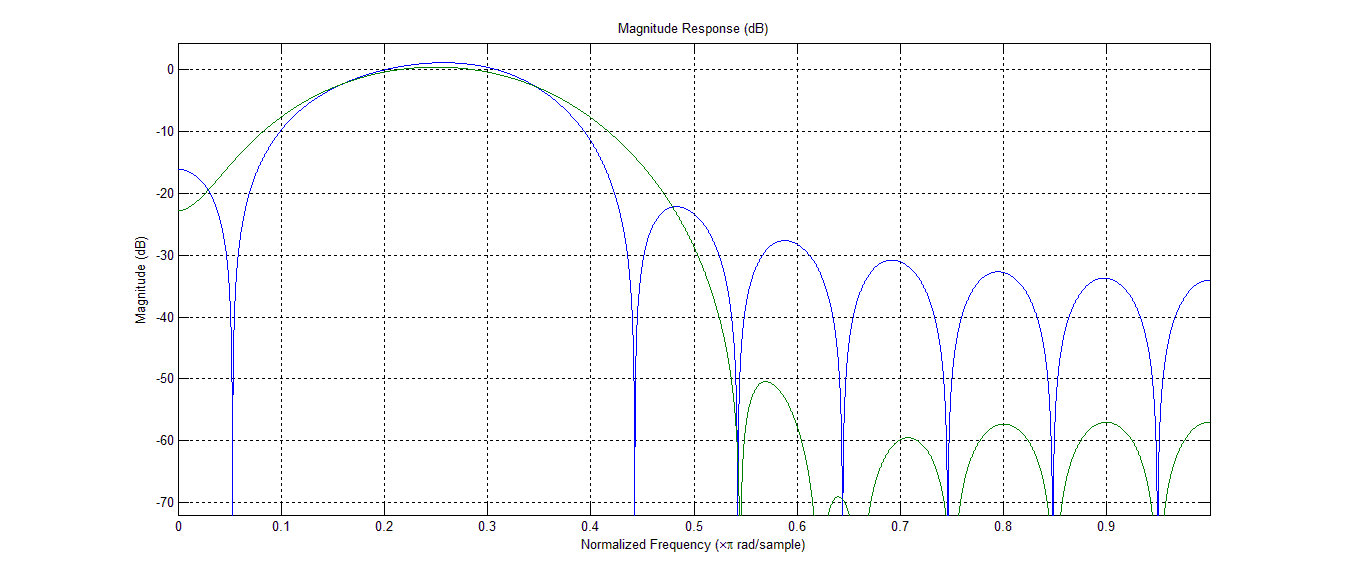 Magnitude Response (dB)
Magnitude (dB)
0
-10
-20
-30
-40
-50
-60
-70
0 0.1 0.2 0.3 0.4 0.5 0.6 0.7 0.8 0.9
Normalized Frequency (×π rad/sample)